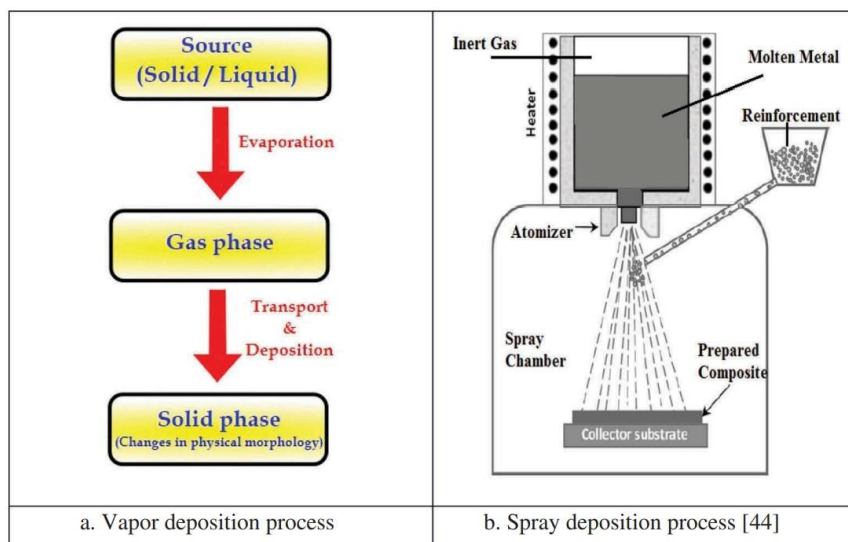 Source
(Solid / Liquid)
Evaporation
Gas phase
Transport
&
Deposition
Solid phase
(Changes in physical morphology)
a. Vapor deposition process
Inert Gas
Molten Metal
Heater
Reinforcement
Atomizer
Spray
Chamber
Prepared
Composite
Collector substrate
b. Spray deposition process [44]